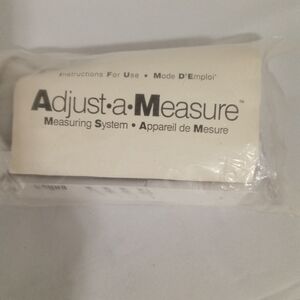 Instructions For Use • Mode D'Emploi
Adjust•a•Measure™
Measuring System • Appareil de Mesure